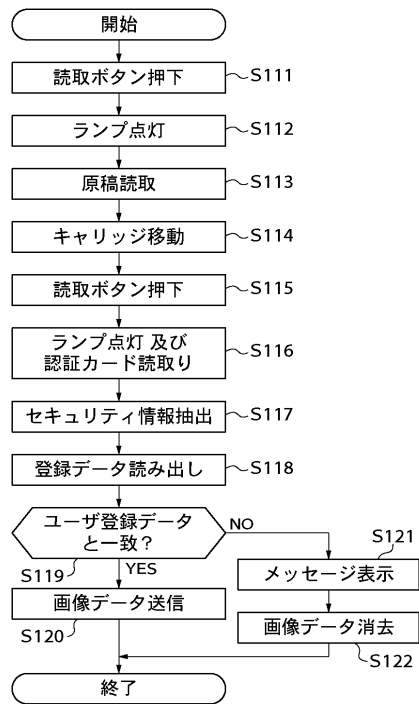 開始
読取ボタン押下
S111
ランプ点灯
S112
原稿読取
S113
キャリッジ移動
S114
読取ボタン押下
S115
ランプ点灯 及び
認証カード読取り
S116
セキュリティ情報抽出
S117
登録データ読み出し
S118
ユーザ登録データ
と一致?
NO
S119
YES
S121
メッセージ表示
画像データ送信
S120
画像データ消去
S122
終了